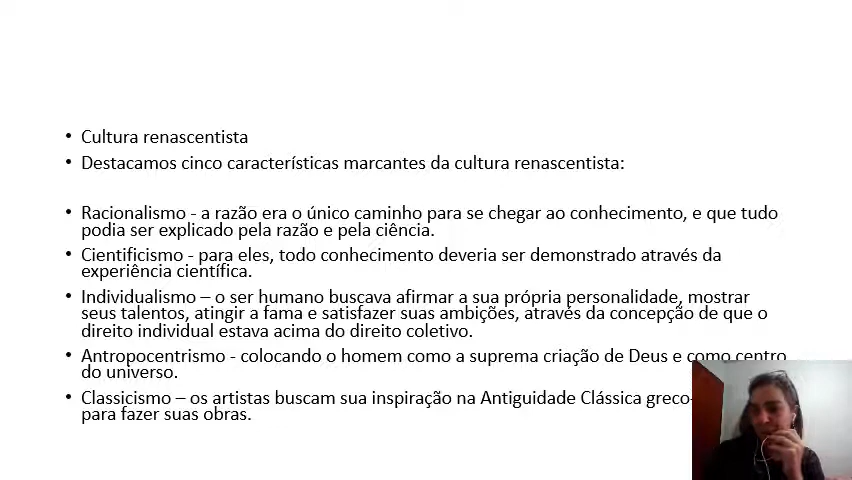 • Cultura renascentista
• Destacamos cinco características marcantes da cultura renascentista:
• Racionalismo - a razão era o único caminho para se chegar ao conhecimento, e que tudo
podia ser explicado pela razão e pela ciência.
• Cientificismo - para eles, todo conhecimento deveria ser demonstrado através da
experiência científica.
• Individualismo – o ser humano buscava afirmar a sua própria personalidade, mostrar
seus talentos, atingir a fama e satisfazer suas ambições, através da concepção de que o
direito individual estava acima do direito coletivo.
• Antropocentrismo - colocando o homem como a suprema criação de Deus e como centro
do universo.
• Classicismo – os artistas buscam sua inspiração na Antiguidade Clássica greco-
para fazer suas obras.